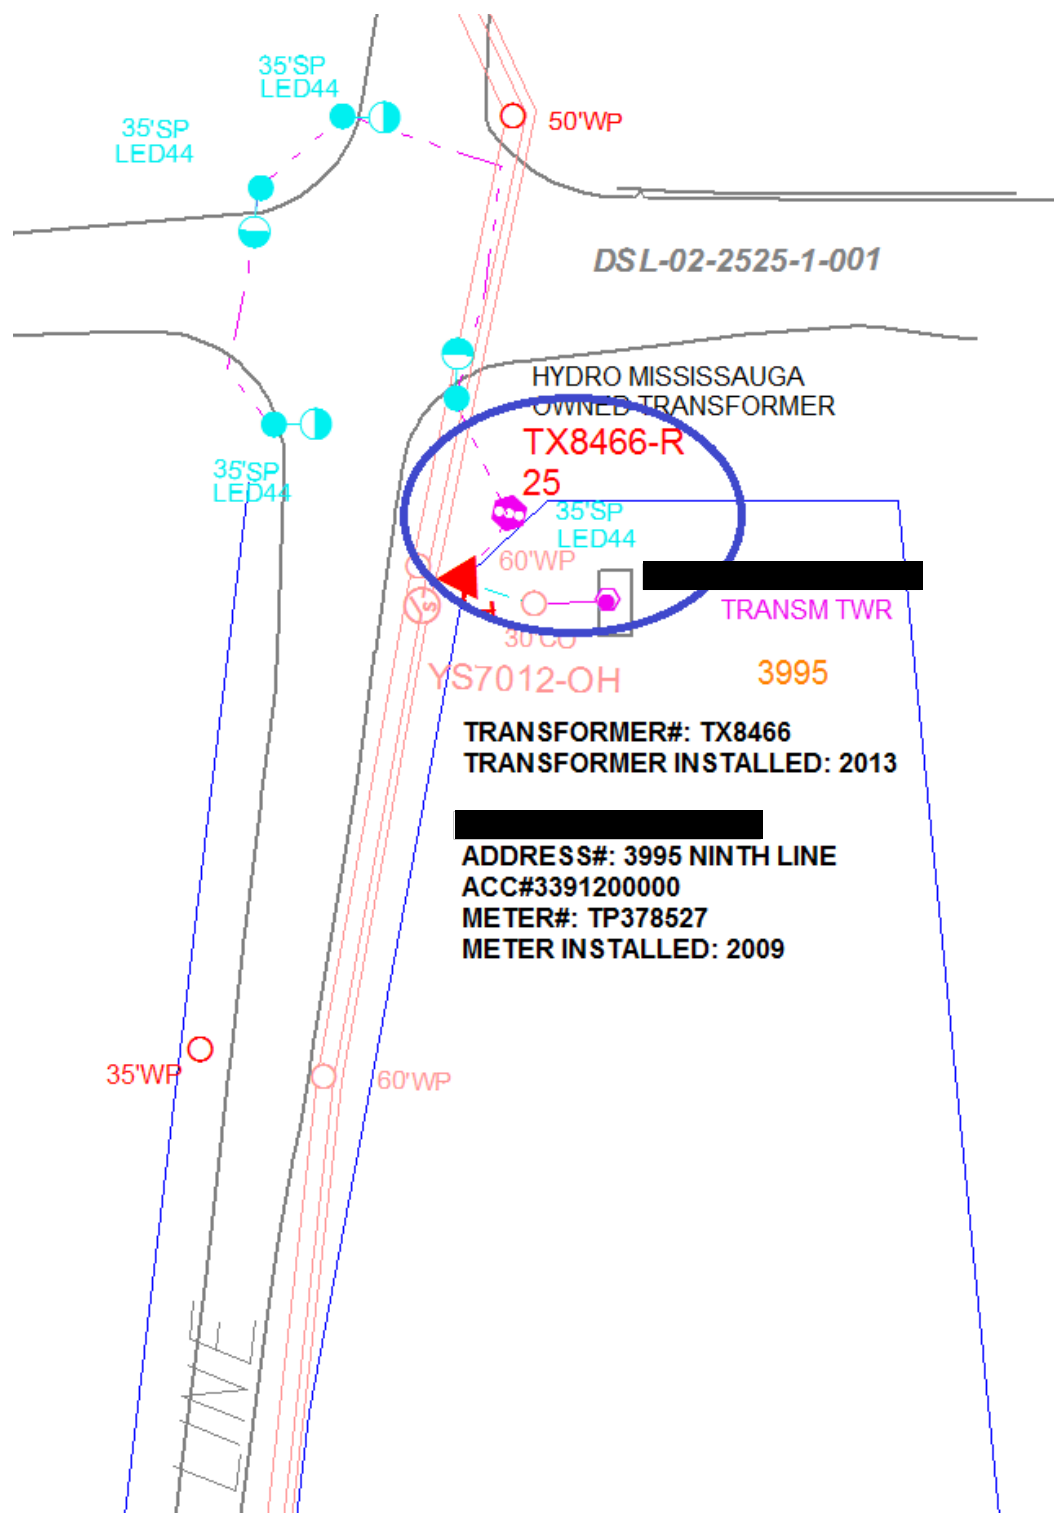 35'SP
LED44
35'SP
LED44
50'WP
DSL-02-2525-1-001
HYDRO MISSISSAUGA
OWNED TRANSFORMER
TX8466-R
25
35'SP
LED44
35'SP
LED44
60'WP
S
TRANSM TWR
30'CO
YS7012-OH
3995
TRANSFORMER#: TX8466
TRANSFORMER INSTALLED: 2013
ADDRESS#: 3995 NINTH LINE
ACC#3391200000
METER#: TP378527
METER INSTALLED: 2009
35'WP
60'WP
LINE